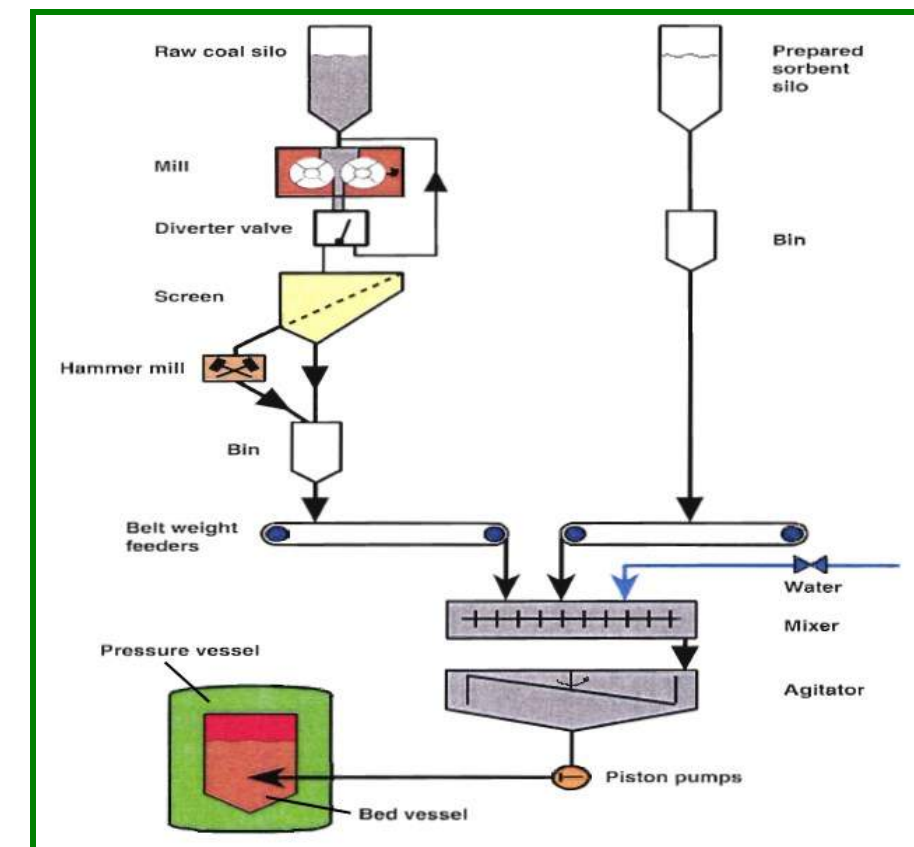 Raw coal silo
Prepared
sorbent
silo
Mill
Diverter valve
Bin
Screen
Hammer mill
Bin
Belt weight
feeders
Water
Mixer
Pressure vessel
Agitator
Piston pumps
Bed vessel